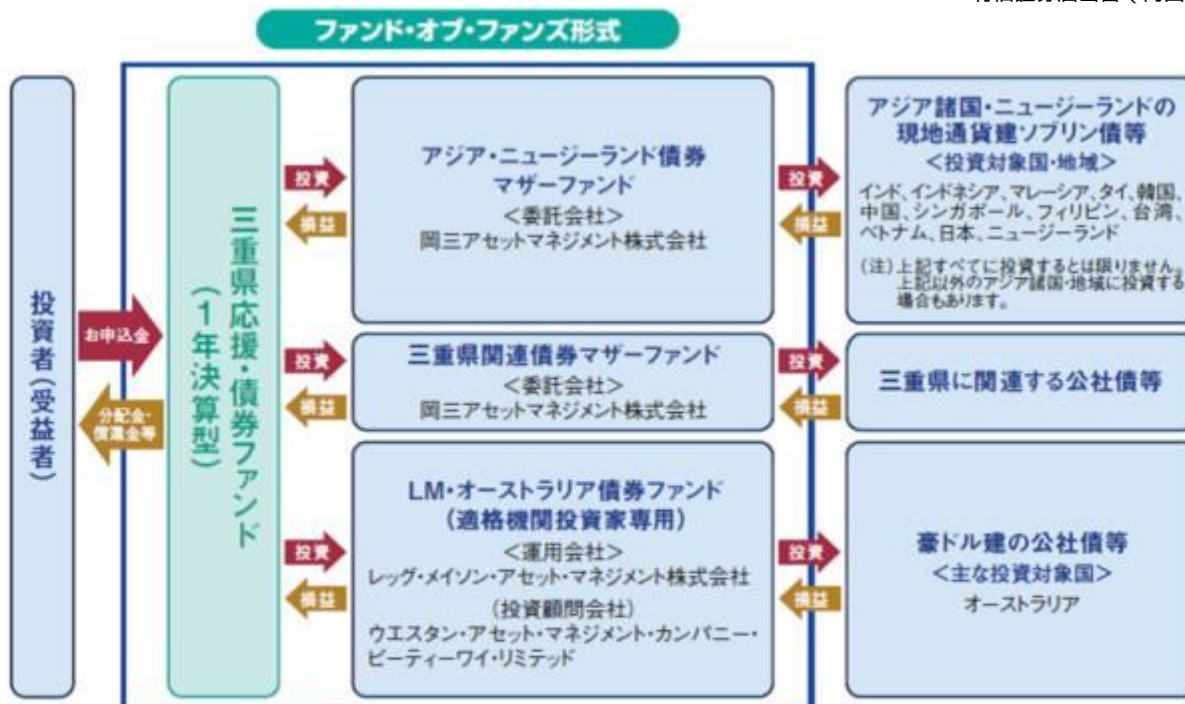 ファンド・オブ・ファンズ形式
投資者(受益者)
お申込金
分配金・
償還金等
三重県応援・債券ファンド
(1年決算型)
投資
損益
アジア・ニュージーランド債券
マザーファンド
<委託会社>
岡三アセットマネジメント株式会社
投資
損益
アジア諸国・ニュージーランドの
現地通貨建ソブリン債等
<投資対象国・地域>
インド、インドネシア、マレーシア、タイ、韓国、
中国、シンガポール、フィリピン、台湾、
ベトナム、日本、ニュージーランド
(注)上記すべてに投資するとは限りません。
上記以外のアジア諸国・地域に投資する
場合もあります。
投資
損益
三重県関連債券マザーファンド
<委託会社>
岡三アセットマネジメント株式会社
投資
損益
三重県に関連する公社債等
投資
損益
LM・オーストラリア債券ファンド
(適格機関投資家専用)
<運用会社>
レッグ・メイソン・アセット・マネジメント株式会社
(投資顧問会社)
ウエスタン・アセット・マネジメント・カンパニー・
ピーティーワイ・リミテッド
投資
損益
豪ドル建の公社債等
<主な投資対象国>
オーストラリア